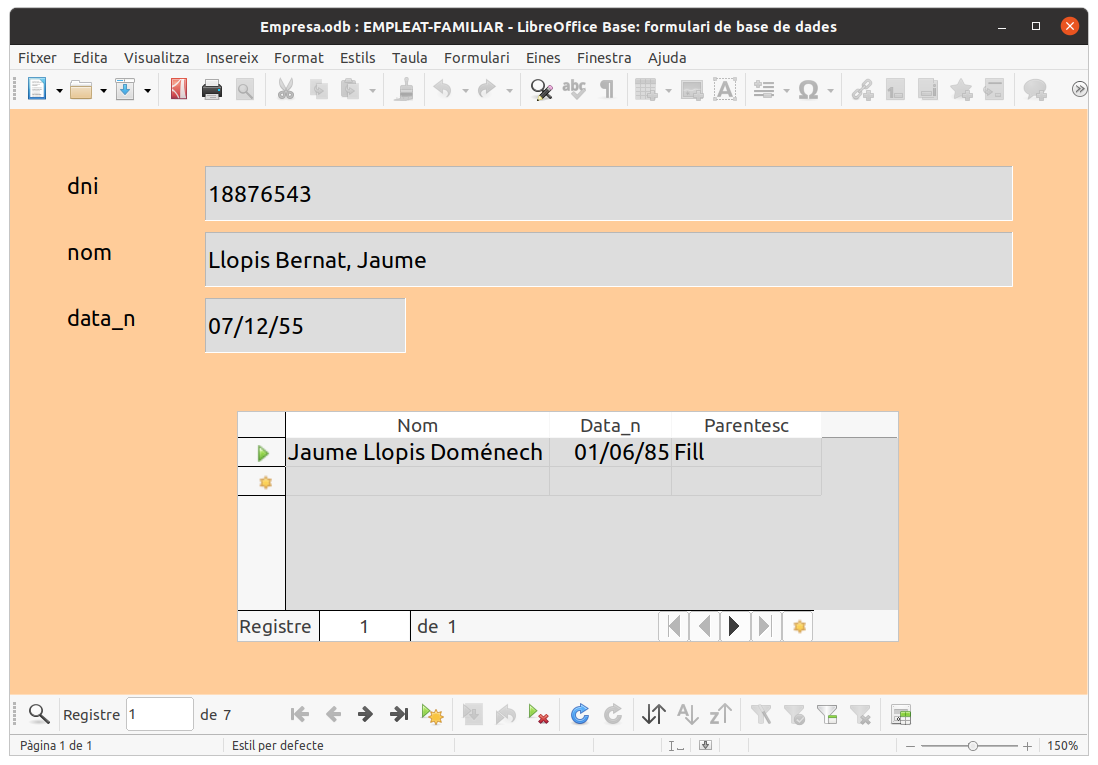 Empresa.odb : EMPLEAT-FAMILIAR - LibreOffice Base: formulari de base de dades
Fitxer Edita Visualitza Insereix Format Estils Taula Formulari Eines Finestra Ajuda
dni 18876543
nom Llopis Bernat, Jaume
data_n 07/12/55
Nom Data_n Parentesc
Jaume Llopis Doménech 01/06/85 Fill
Registre 1 de 1
Registre 1 de 7
Pàgina 1 de 1 Estil per defecte 150%